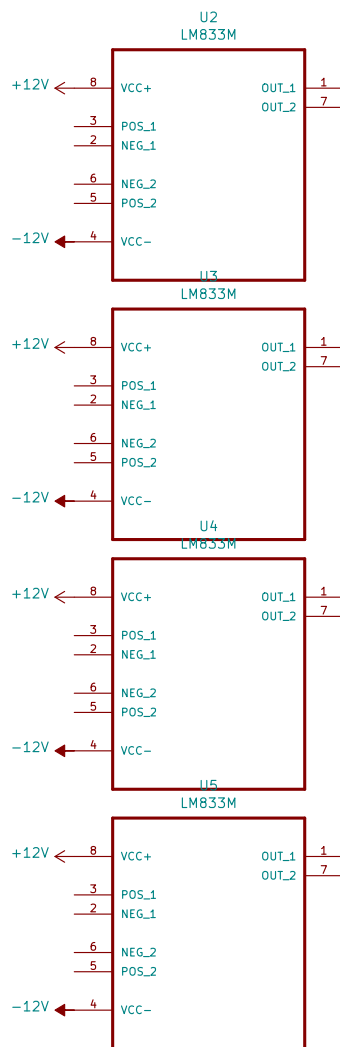 U2
LM833M
+12V 8 VCC+ OUT_1 1
OUT_2 7
3 POS_1
2 NEG_1
6 NEG_2
5 POS_2
-12V 4 VCC-
U3
LM833M
+12V 8 VCC+ OUT_1 1
OUT_2 7
3 POS_1
2 NEG_1
6 NEG_2
5 POS_2
-12V 4 VCC-
U4
LM833M
+12V 8 VCC+ OUT_1 1
OUT_2 7
3 POS_1
2 NEG_1
6 NEG_2
5 POS_2
-12V 4 VCC-
U5
LM833M
+12V 8 VCC+ OUT_1 1
OUT_2 7
3 POS_1
2 NEG_1
6 NEG_2
5 POS_2
-12V 4 VCC-